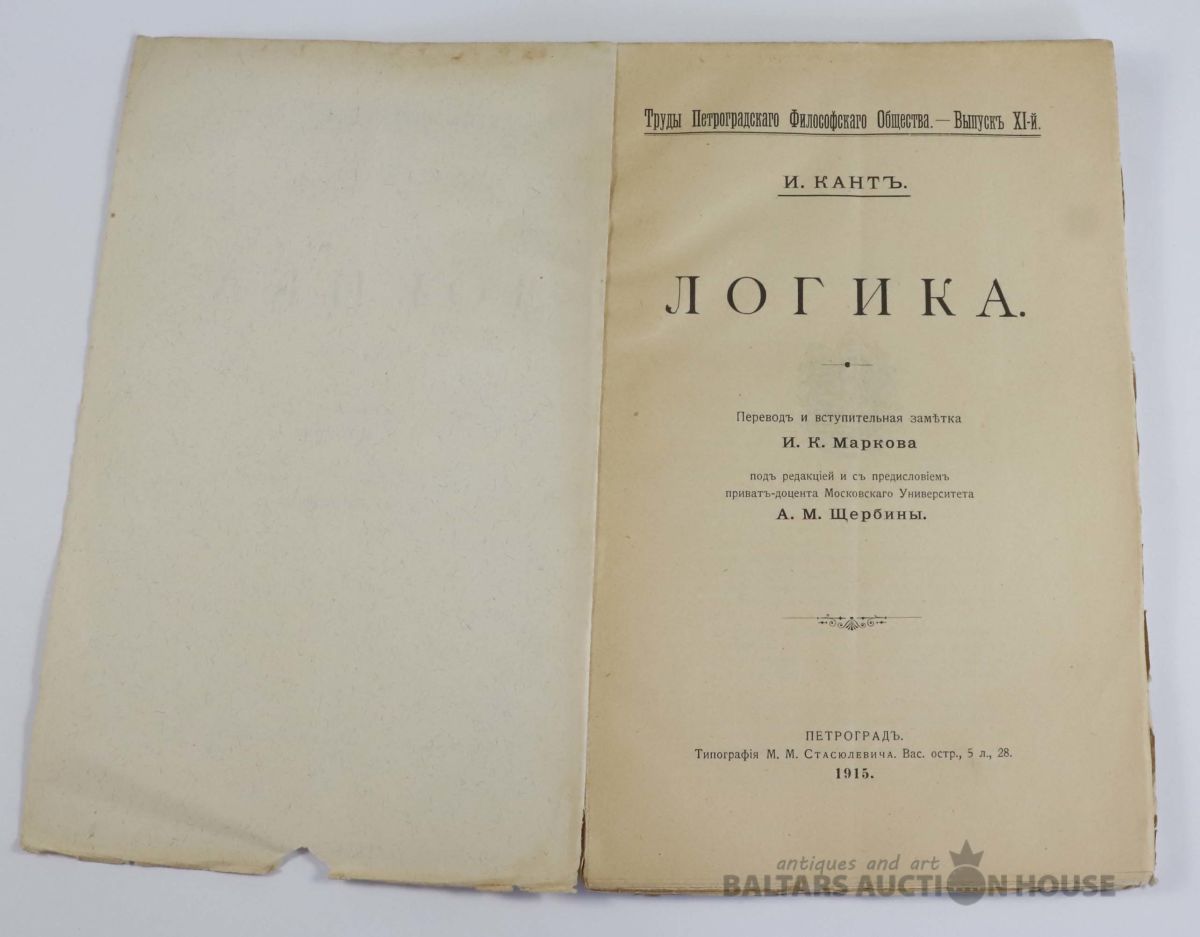 Труды Петроградскаго Философскаго Общества.— Выпускъ XI-й.
И. КАНТЪ.
ЛОГИКА.
Переводъ и вступительная замѣтка
И. К. Маркова
подъ редакціей и съ предисловіемъ
приватъ-доцента Московскаго Университета
А. М. Щербины.
ПЕТРОГРАДЪ.
Типографія М. М. Стасюлевича. Вас. остр., 5 л., 28.
1915.
antiques and art
BALTARS AUCTION HOUSE